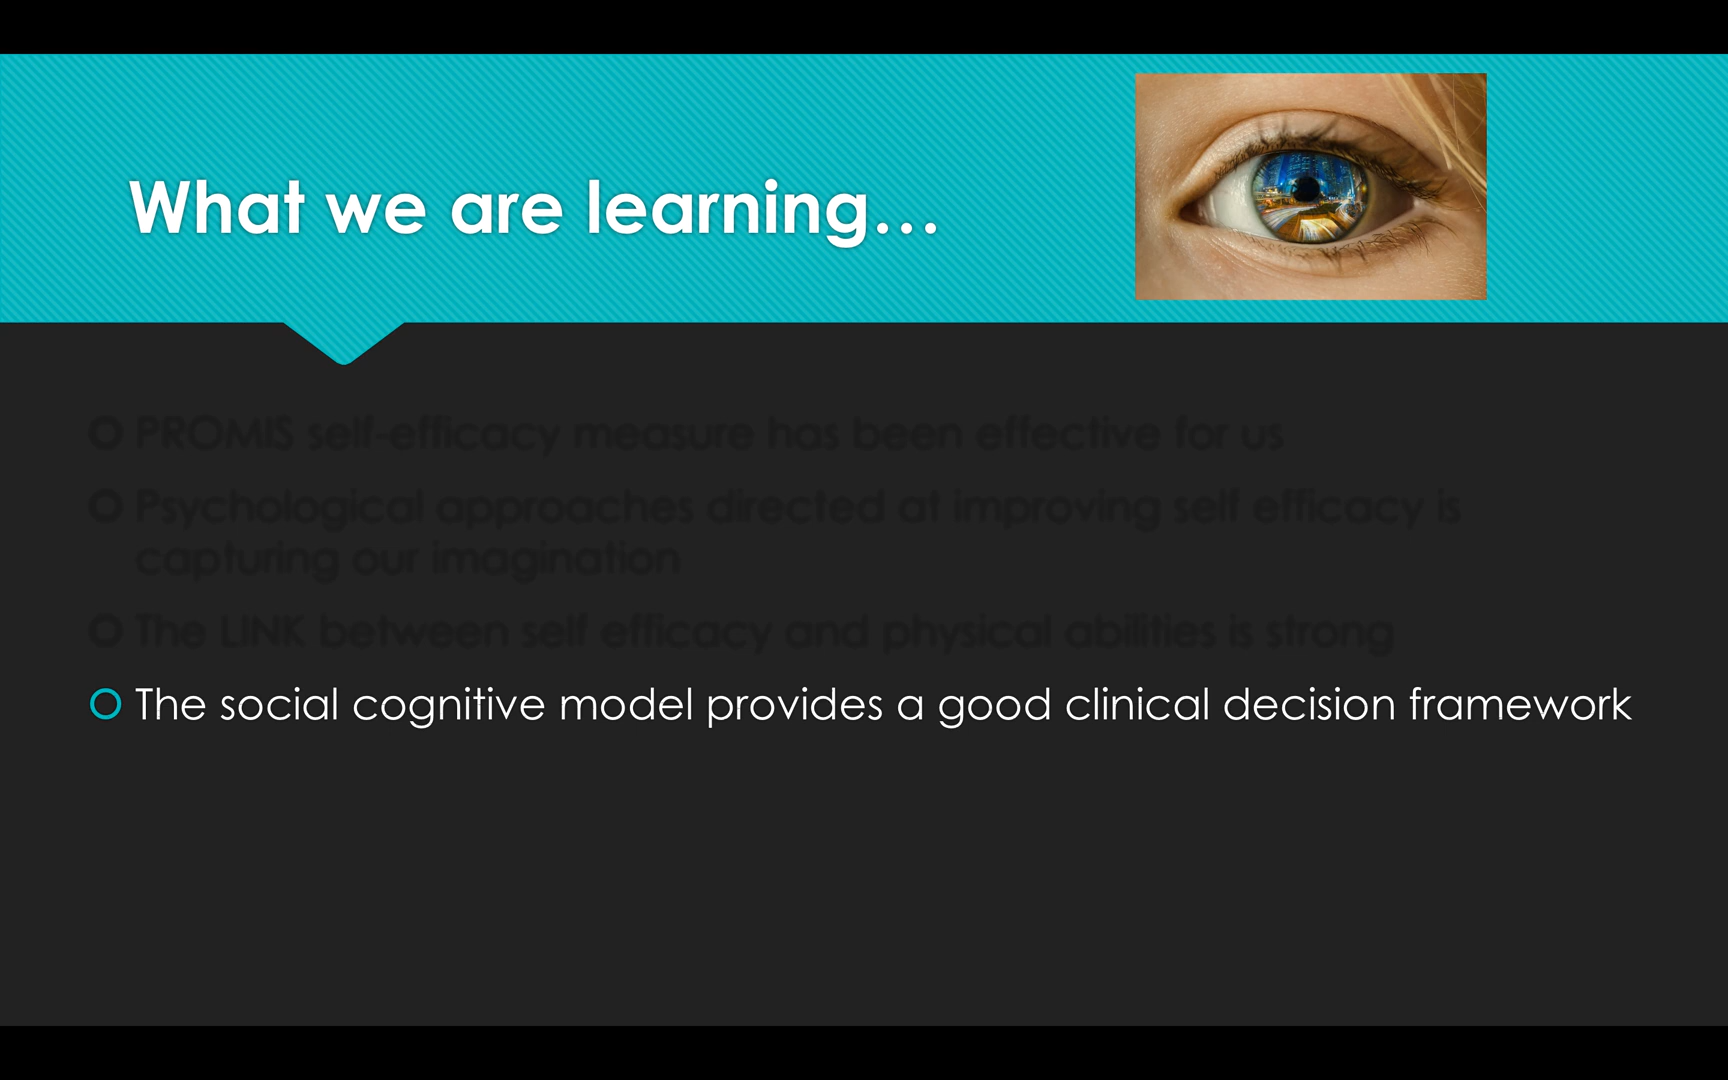 What we are learning…
PROMIS self-efficacy measure has been effective for us
Psychological approaches directed at improving self efficacy is
capturing our imagination
The LINK between self efficacy and physical abilities is strong
The social cognitive model provides a good clinical decision framework